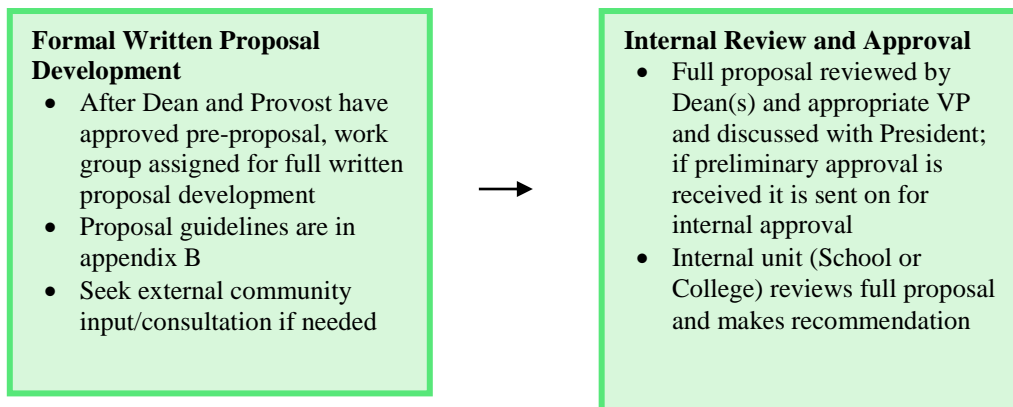 Formal Written Proposal
Development
• After Dean and Provost have
approved pre-proposal, work
group assigned for full written
proposal development
• Proposal guidelines are in
appendix B
• Seek external community
input/consultation if needed
Internal Review and Approval
• Full proposal reviewed by
Dean(s) and appropriate VP
and discussed with President;
if preliminary approval is
received it is sent on for
internal approval
• Internal unit (School or
College) reviews full proposal
and makes recommendation